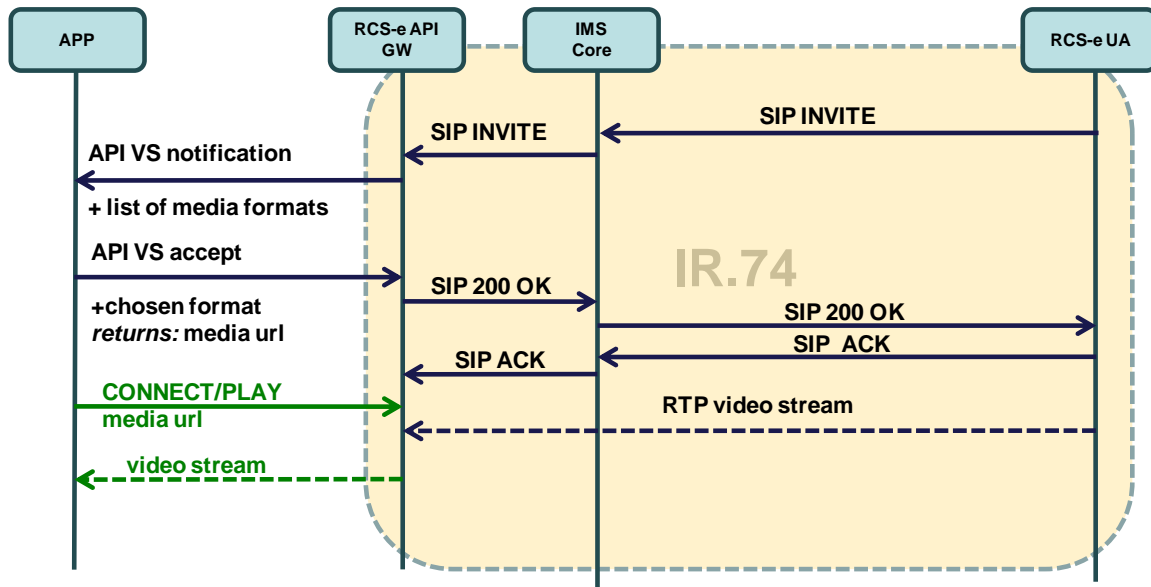 APP
RCS-e API
GW
IMS
Core
RCS-e UA
SIP INVITE
SIP INVITE
API VS notification
+ list of media formats
API VS accept
IR.74
SIP 200 OK
+chosen format
returns: media url
SIP 200 OK
SIP ACK
SIP ACK
CONNECT/PLAY
media url
RTP video stream
video stream